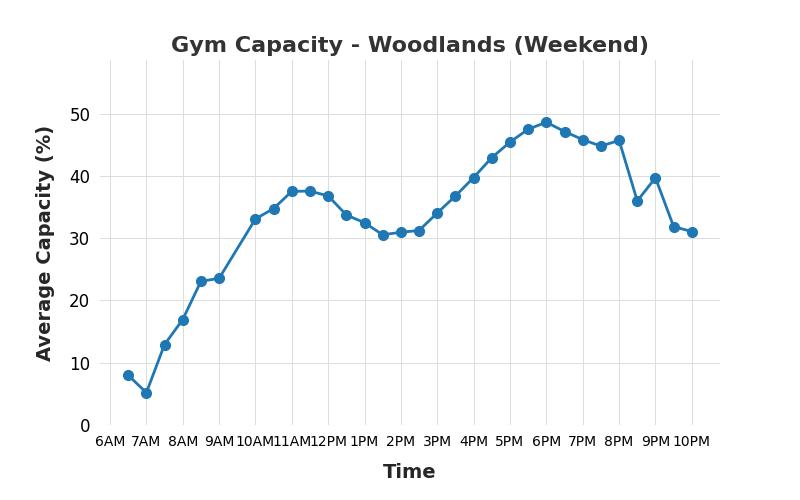 Gym Capacity - Woodlands (Weekend)
Average Capacity (%)
50
40
30
20
10
0
6AM 7AM 8AM 9AM 10AM 11AM 12PM 1PM 2PM 3PM 4PM 5PM 6PM 7PM 8PM 9PM 10PM
Time